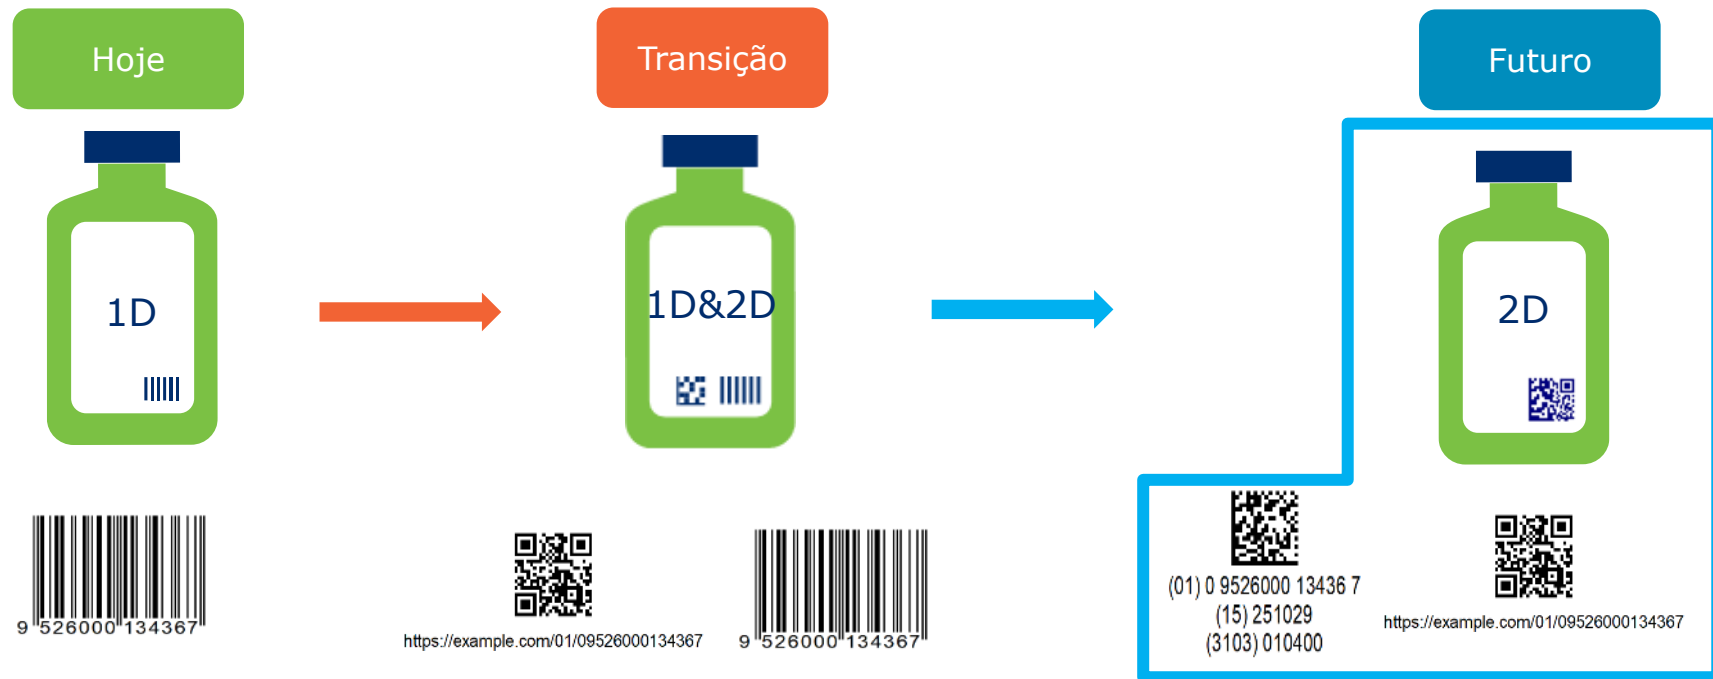 Hoje
Transição
Futuro
1D
1D&2D
2D
9 526000 134367
https://example.com/01/09526000134367
9 526000 134367
(01) 0 9526000 13436 7
(15) 251029
(3103) 010400
https://example.com/01/09526000134367